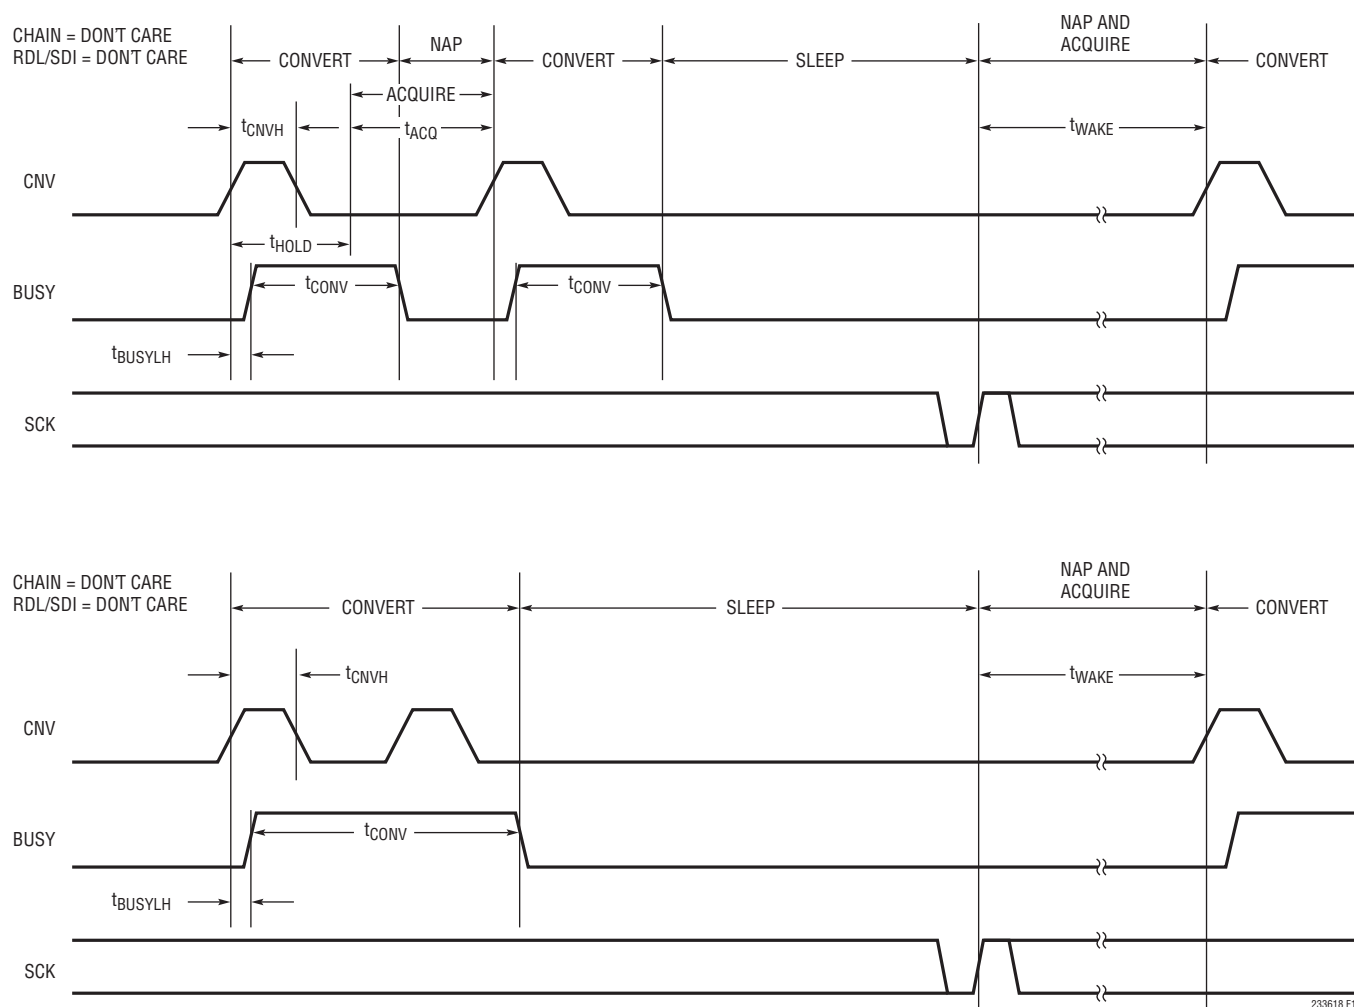 CHAIN = DON'T CARE
RDL/SDI = DON'T CARE
NAP AND
ACQUIRE
CONVERT
NAP
CONVERT
SLEEP
CONVERT
ACQUIRE
tCNVH
tACQ
tWAKE
CNV
tHOLD
BUSY
tCONV
tCONV
tBUSYLH
SCK
CHAIN = DON'T CARE
RDL/SDI = DON'T CARE
NAP AND
ACQUIRE
CONVERT
SLEEP
CONVERT
tCNVH
tWAKE
CNV
BUSY
tCONV
tBUSYLH
SCK